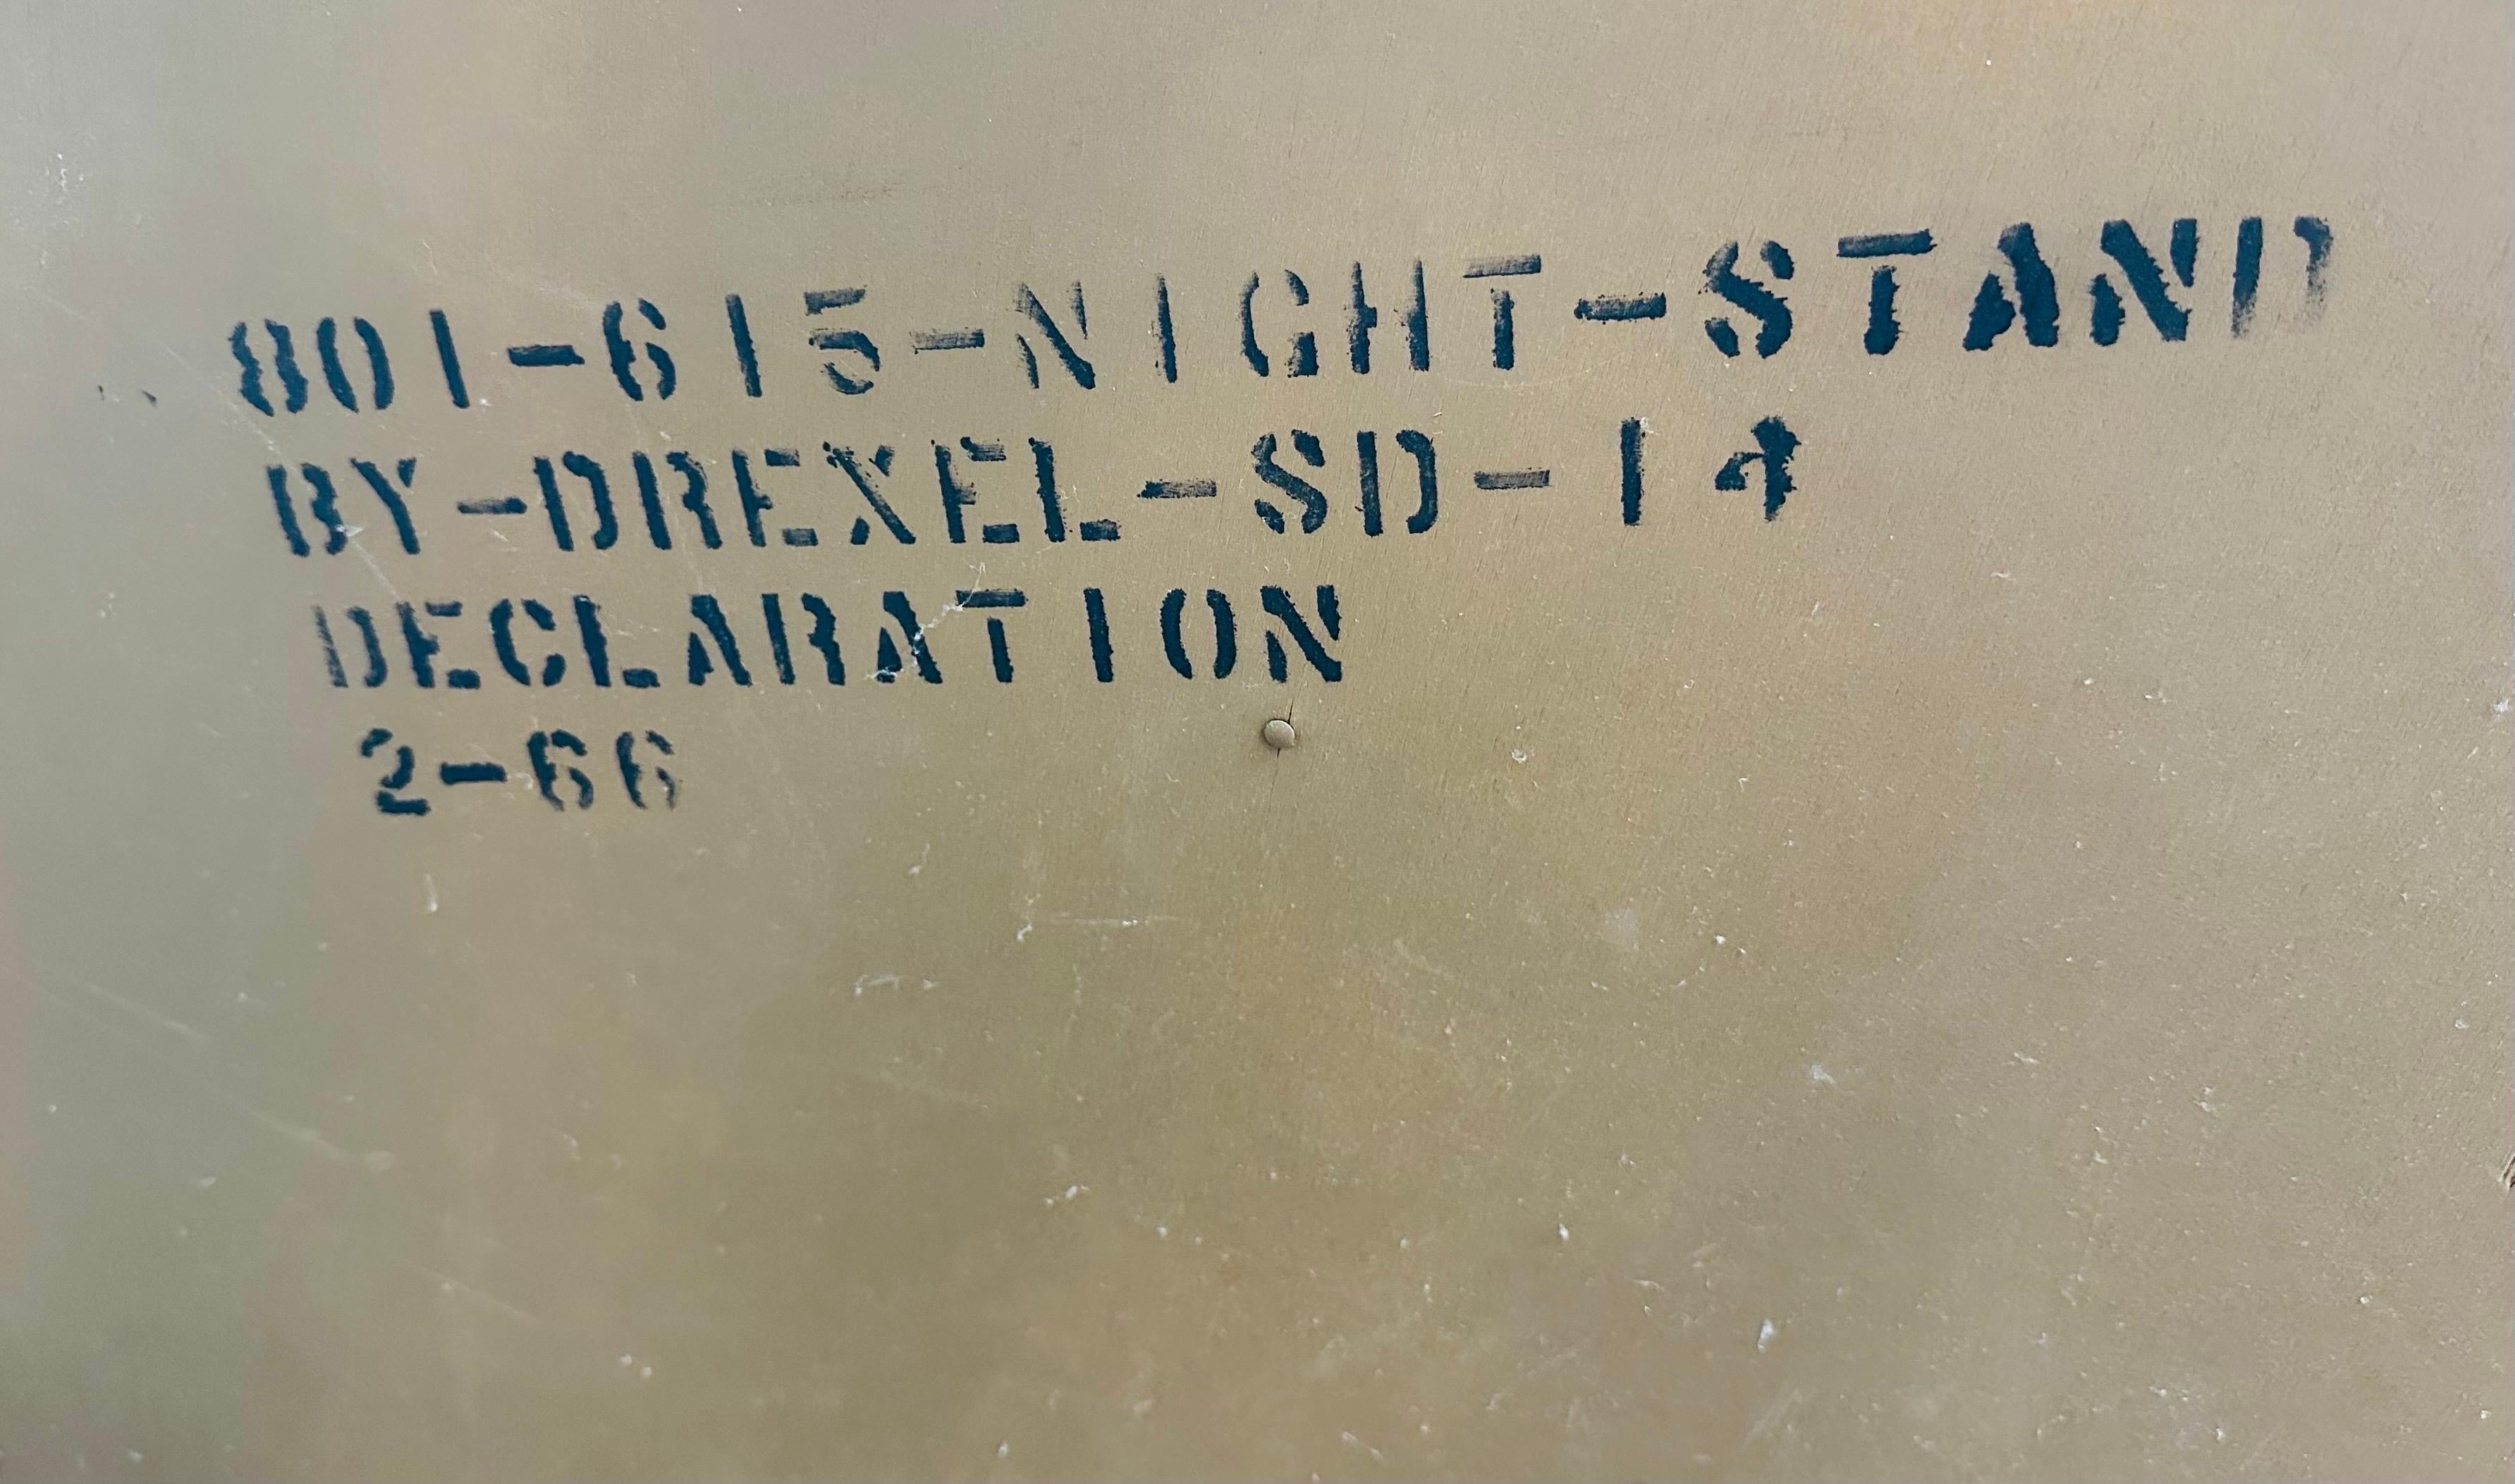 801-615-NIGHT-STAND
BY-DREXEL-SD-14
DECLARATION
2-66